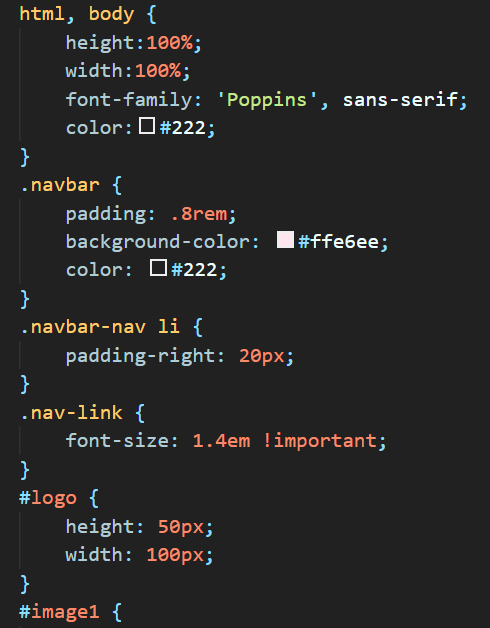 html, body {
    height:100%;
    width:100%;
    font-family: 'Poppins', sans-serif;
    color:#222;
}
.navbar {
    padding: .8rem;
    background-color: #ffe6ee;
    color: #222;
}
.navbar-nav li {
    padding-right: 20px;
}
.nav-link {
    font-size: 1.4em !important;
}
#logo {
    height: 50px;
    width: 100px;
}
#image1 {